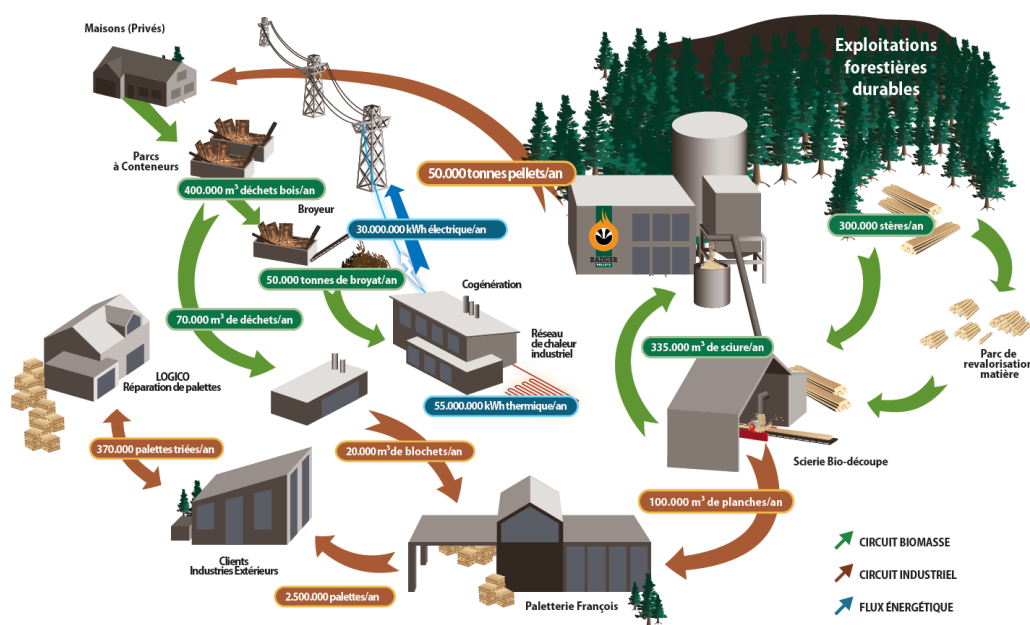 Maisons (Privés)
Exploitations
forestières
durables
Parcs
à Conteneurs
50.000 tonnes pellets/an
400.000 m³ déchets bois/an
Broyeur
300.000 stères/an
30.000.000 kWh électrique/an
BADGER
PELLETS
50.000 tonnes de broyat/an
Cogénération
70.000 m³ de déchets/an
Réseau
de chaleur
industriel
335.000 m³ de sciure/an
Parc de
revalorisation
matière
LOGICO
Réparation de palettes
55.000.000 kWh thermique/an
370.000 palettes triées/an
20.000 m³ de blochets/an
Scierie Bio-découpe
100.000 m³ de planches/an
Clients
Industries Extérieurs
2.500.000 palettes/an
Paletterie François
CIRCUIT BIOMASSE
CIRCUIT INDUSTRIEL
FLUX ÉNERGÉTIQUE